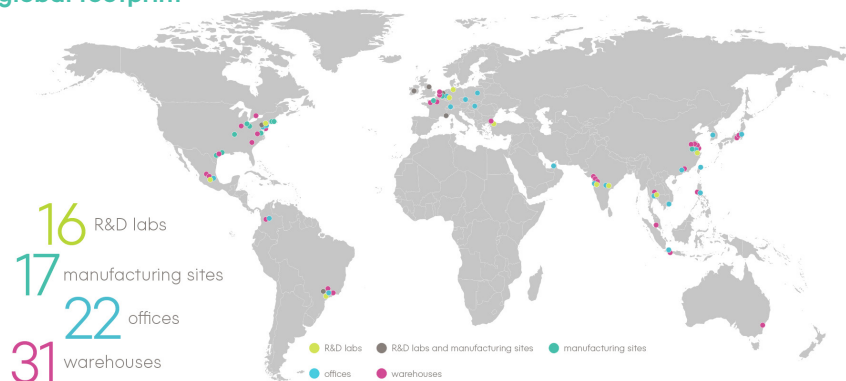 global footprint
16 R&D labs
17 manufacturing sites
22 offices
31 warehouses
R&D labs R&D labs and manufacturing sites manufacturing sites
offices warehouses